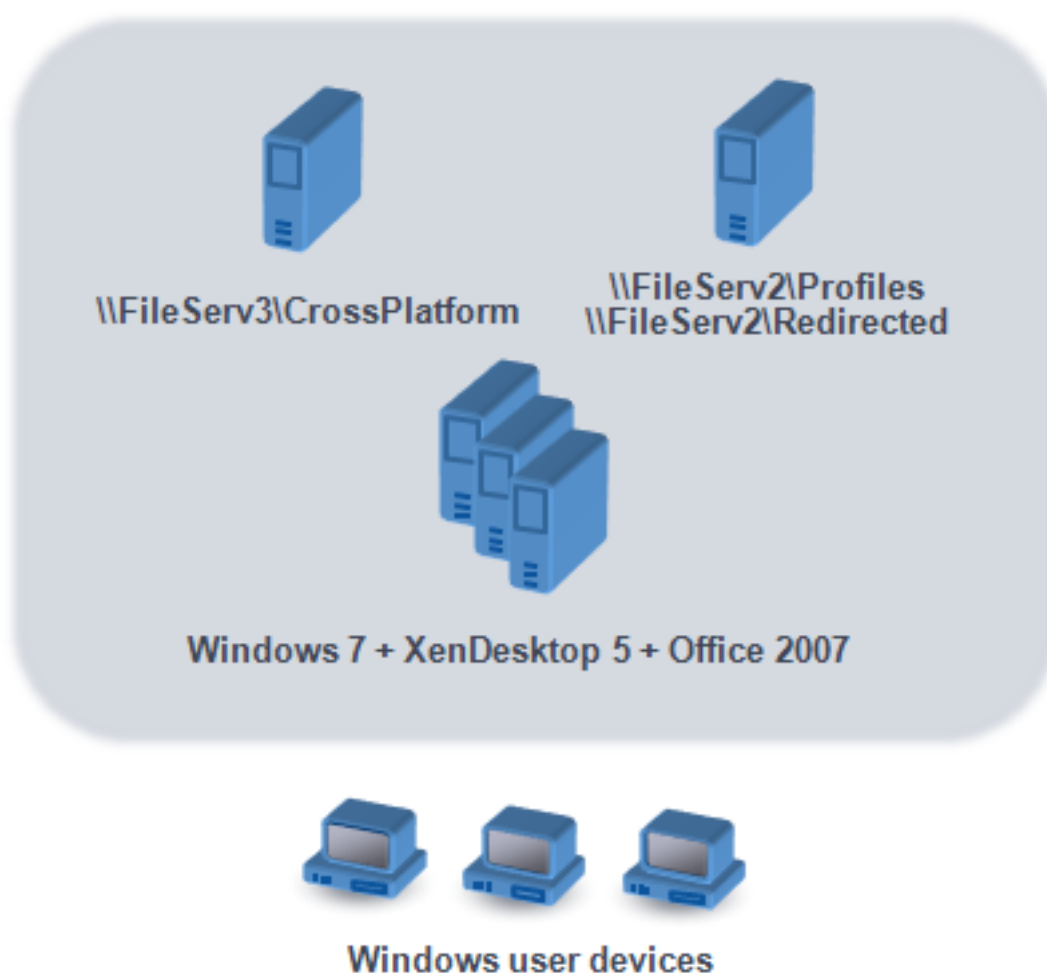 \\FileServ3\CrossPlatform
\\FileServ2\Profiles
\\FileServ2\Redirected
Windows 7 + XenDesktop 5 + Office 2007
Windows user devices